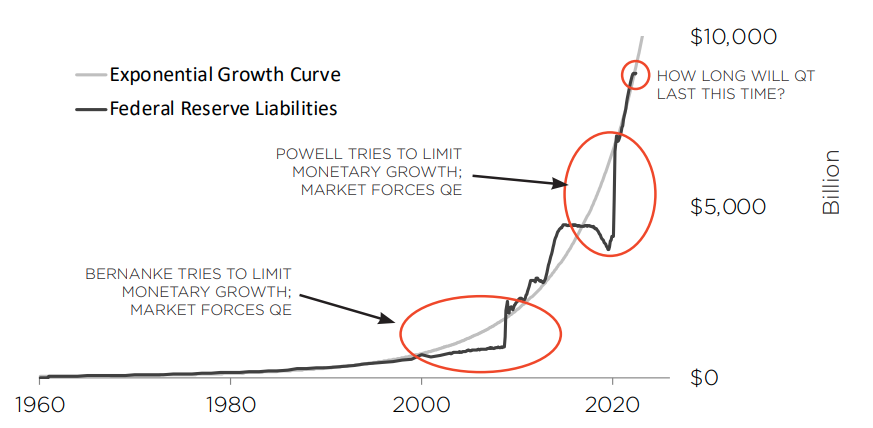 $10,000
Exponential Growth Curve
HOW LONG WILL QT
LAST THIS TIME?
Federal Reserve Liabilities
POWELL TRIES TO LIMIT
MONETARY GROWTH;
MARKET FORCES QE
Billion
$5,000
BERNANKE TRIES TO LIMIT
MONETARY GROWTH;
MARKET FORCES QE
$0
1960
1980
2000
2020